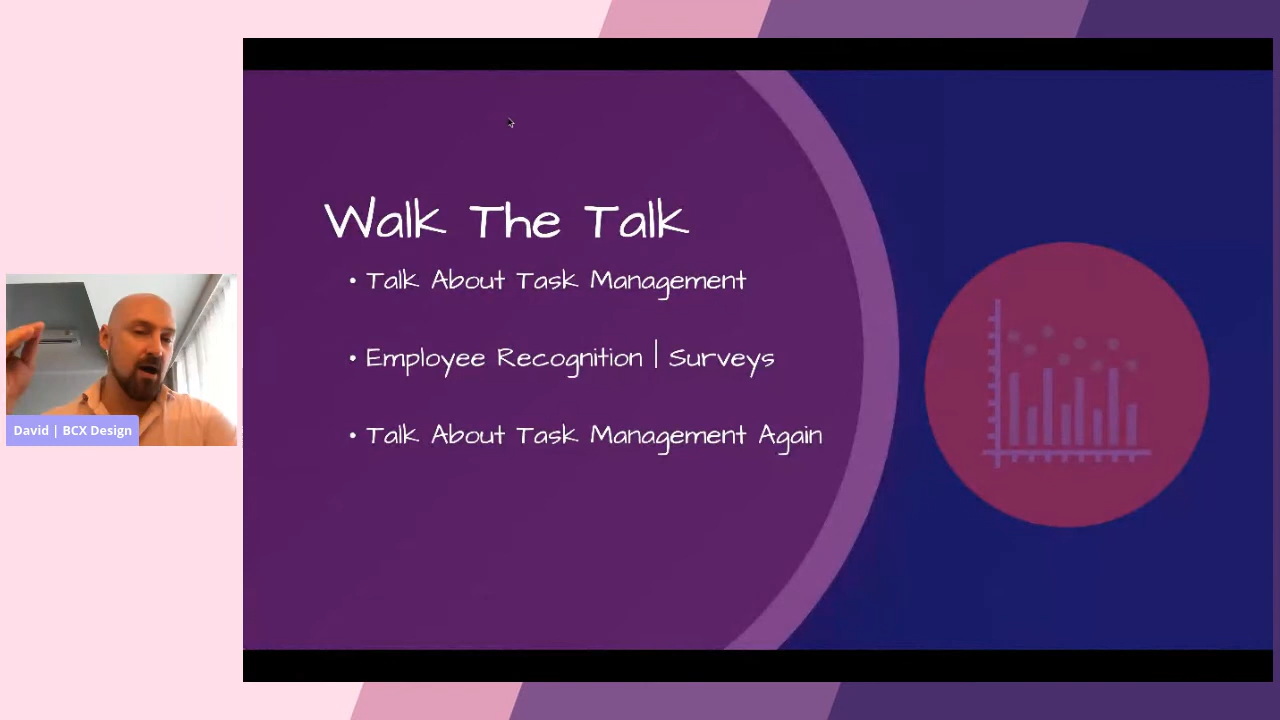 Walk The Talk
• Talk About Task Management
• Employee Recognition | Surveys
• Talk About Task Management Again
David | BCX Design